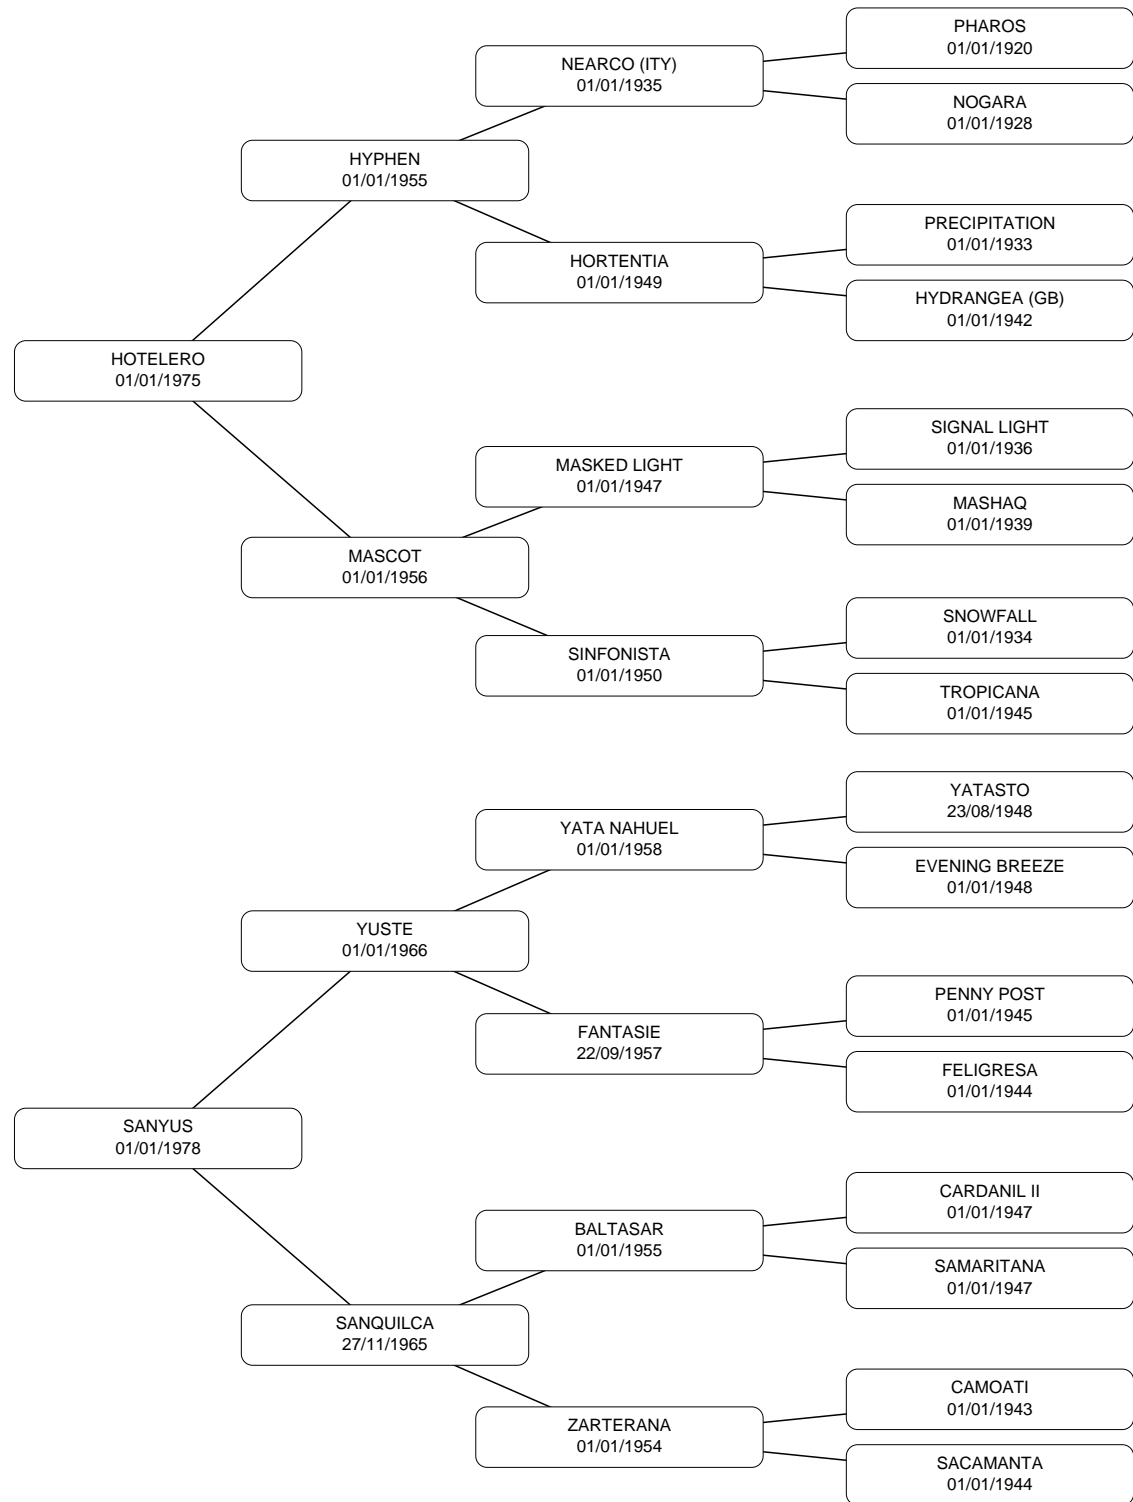 PHAROS
01/01/1920
NEARCO (ITY)
01/01/1935
NOGARA
01/01/1928
HYPHEN
01/01/1955
PRECIPITATION
01/01/1933
HORTENTIA
01/01/1949
HYDRANGEA (GB)
01/01/1942
HOTELERO
01/01/1975
SIGNAL LIGHT
01/01/1936
MASKED LIGHT
01/01/1947
MASHAQ
01/01/1939
MASCOT
01/01/1956
SNOWFALL
01/01/1934
SINFONISTA
01/01/1950
TROPICANA
01/01/1945
YATASTO
23/08/1948
YATA NAHUEL
01/01/1958
EVENING BREEZE
01/01/1948
YUSTE
01/01/1966
PENNY POST
01/01/1945
FANTASIE
22/09/1957
FELIGRESA
01/01/1944
SANYUS
01/01/1978
CARDANIL II
01/01/1947
BALTASAR
01/01/1955
SAMARITANA
01/01/1947
SANQUILCA
27/11/1965
CAMOATI
01/01/1943
ZARTERANA
01/01/1954
SACAMANTA
01/01/1944